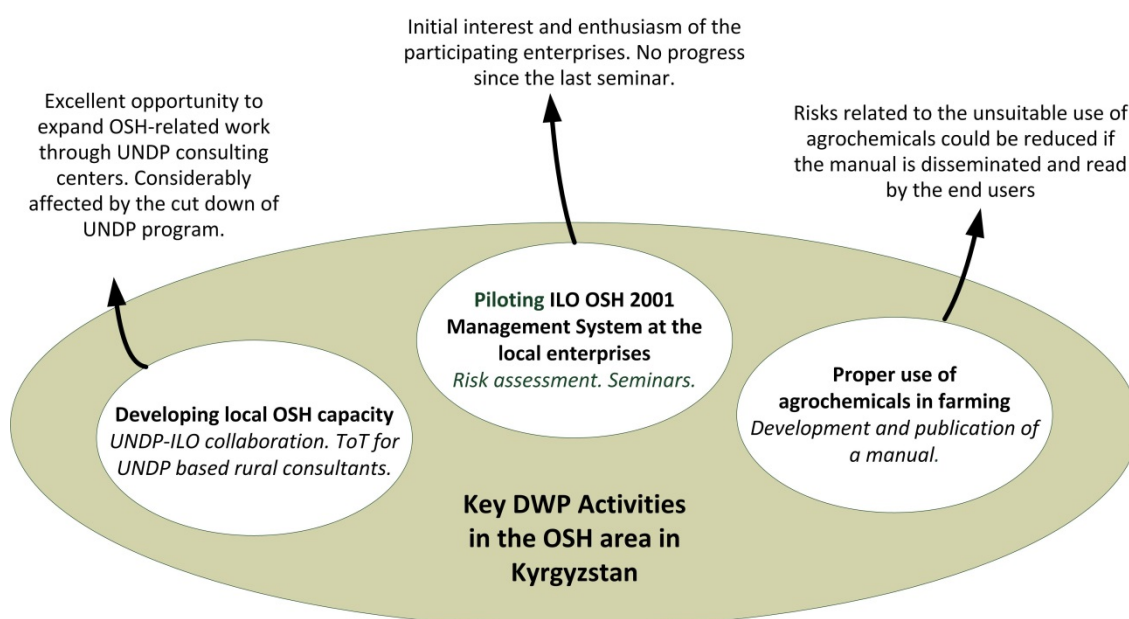 Initial interest and enthusiasm of the
participating enterprises. No progress
since the last seminar.
Excellent opportunity to
expand OSH-related work
through UNDP consulting
centers. Considerably
affected by the cut down of
UNDP program.
Risks related to the unsuitable use of
agrochemicals could be reduced if
the manual is disseminated and read
by the end users
Piloting ILO OSH 2001
Management System at the
local enterprises
Risk assessment. Seminars.
Developing local OSH capacity
UNDP-ILO collaboration. ToT for
UNDP based rural consultants.
Proper use of
agrochemicals in farming
Development and publication of
a manual.
Key DWP Activities
in the OSH area in
Kyrgyzstan